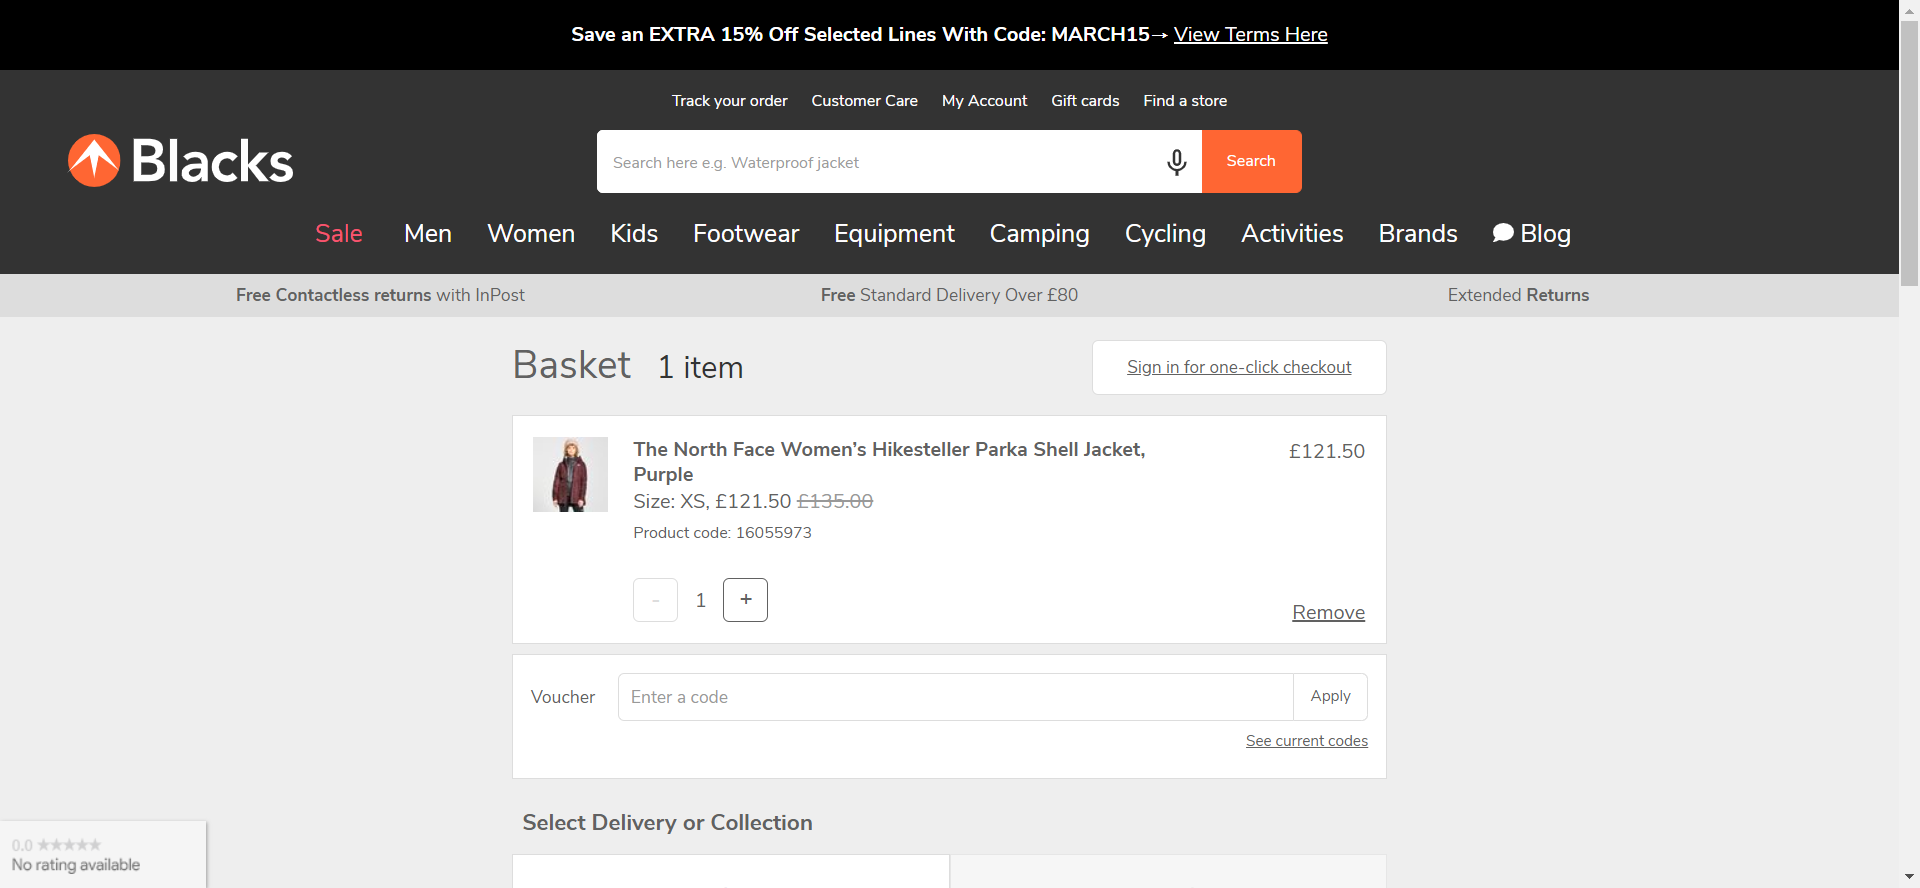 Save an EXTRA 15% Off Selected Lines With Code: MARCH15→ View Terms Here
Track your order Customer Care My Account Gift cards Find a store
Blacks
Search here e.g. Waterproof jacket
Search
Sale Men Women Kids Footwear Equipment Camping Cycling Activities Brands Blog
Free Contactless returns with InPost
Free Standard Delivery Over £80
Extended Returns
Basket 1 item
Sign in for one-click checkout
The North Face Women’s Hikesteller Parka Shell Jacket,
Purple
£121.50
Size: XS, £121.50 £135.00
Product code: 16055973
- 1 +
Remove
Voucher
Enter a code
Apply
See current codes
Select Delivery or Collection
0.0 ★★★★★
No rating available